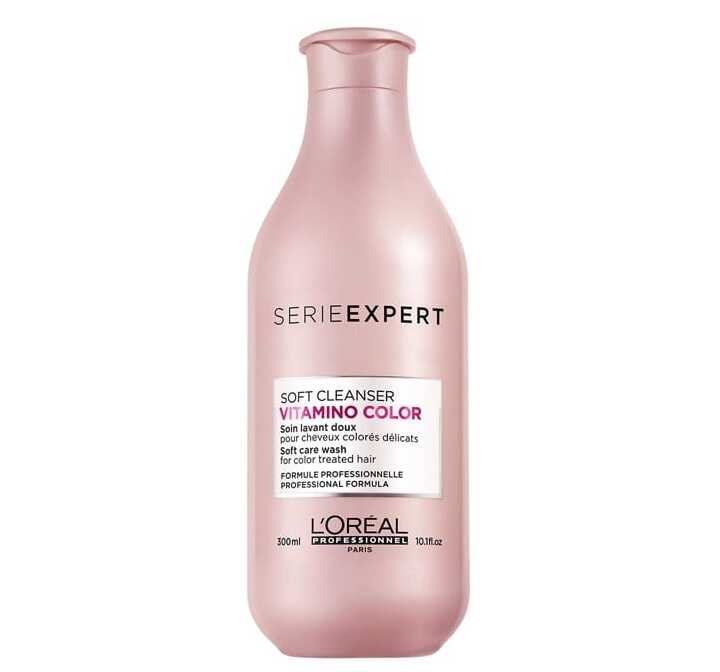 SERIEEXPERT
SOFT CLEANSER
VITAMINO COLOR
Soin lavant doux
pour cheveux colorés délicats
Soft care wash
for color treated hair
FORMULE PROFESSIONNELLE
PROFESSIONAL FORMULA
L'ORÉAL
300ml PROFESSIONNEL 10.1fl.oz
PARIS